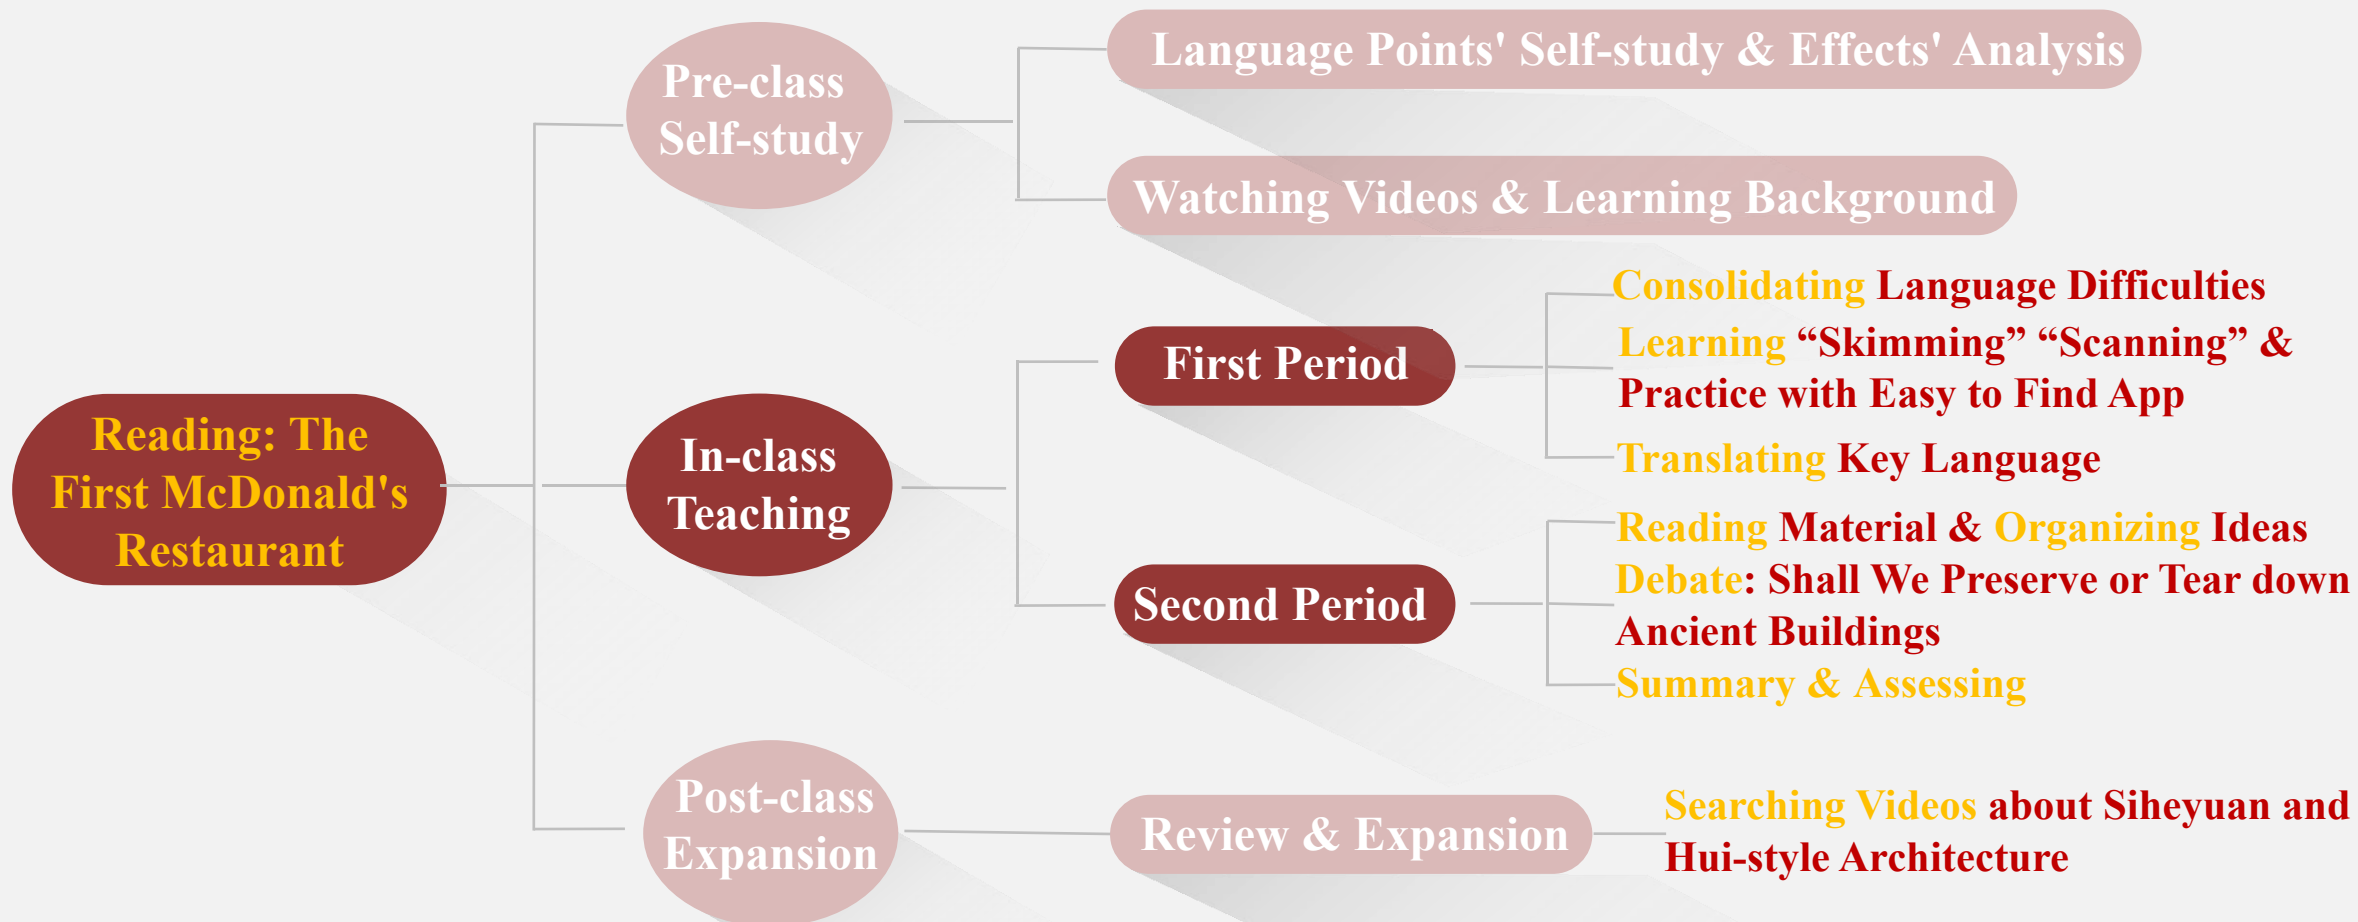 Reading: The
First McDonald's
Restaurant
Pre-class
Self-study
Language Points' Self-study & Effects' Analysis
Watching Videos & Learning Background
In-class
Teaching
First Period
Consolidating Language Difficulties
Learning “Skimming” “Scanning” &
Practice with Easy to Find App
Translating Key Language
Second Period
Reading Material & Organizing Ideas
Debate: Shall We Preserve or Tear down
Ancient Buildings
Summary & Assessing
Post-class
Expansion
Review & Expansion
Searching Videos about Siheyuan and
Hui-style Architecture